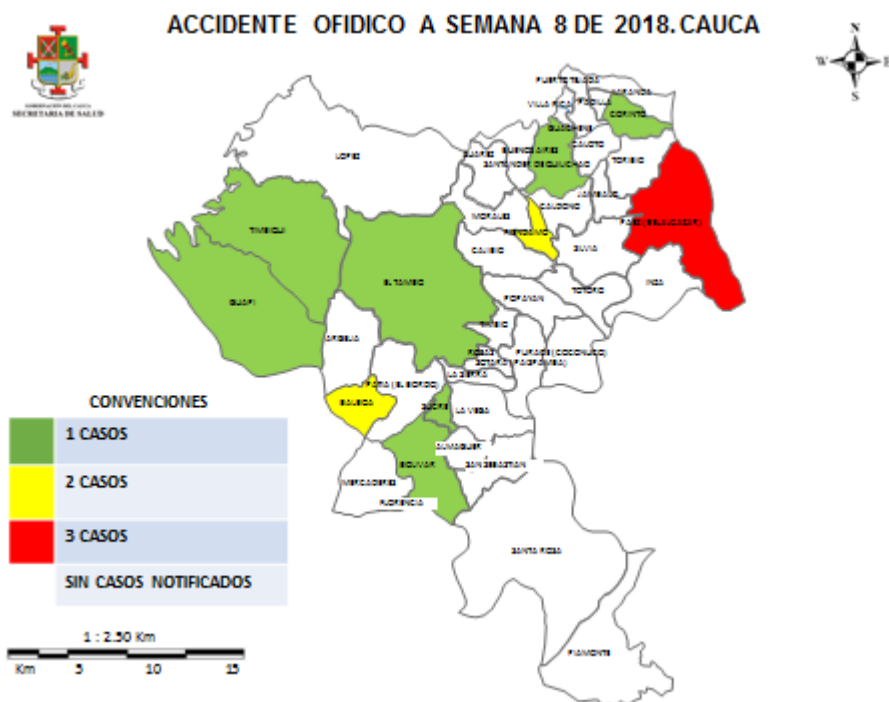 ACCIDENTE OFIDICO A SEMANA 8 DE 2018. CAUCA
N
W E
S
GOBERNACIÓN DEL CAUCA
SECRETARIA DE SALUD
PUERTO TEJADA
MIRANDA
VILLA RICA
PADILLA
CORINTO
GUACHENE
SUAREZ
BUENOS AIRES
CALOTO
SANTANDER DE QUILICHAO
TORIBIO
LOPEZ
JAMBALO
CALDONO
MORALES
PAEZ (BELALCAZAR)
TIMBIQUI
PIENDAMO
CAJIBIO
SILVIA
EL TAMBO
TOTORO
INZA
GUAPI
POPAYAN
TIMBIO
ARGELIA
ROSAS
PURACE (COCONUCO)
SOTARA (PAISPAMBA)
LA SIERRA
PATIA (EL BORDO)
BALBOA
SUCRE
LA VEGA
ALMAGUER
BOLIVAR
SAN SEBASTIAN
MERCADERES
FLORENCIA
SANTA ROSA
PIAMONTE
CONVENCIONES
1 CASOS
2 CASOS
3 CASOS
SIN CASOS NOTIFICADOS
1 : 2.50 Km
Km 5 10 15